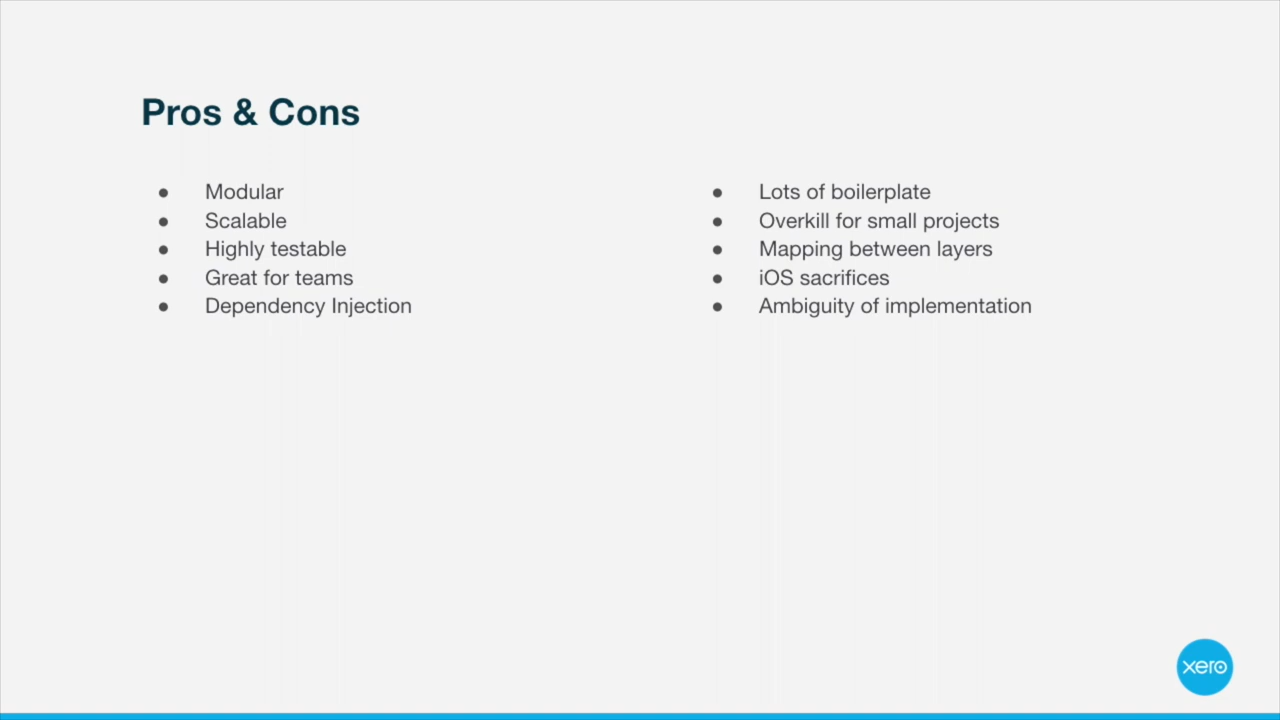 Pros & Cons
● Modular
● Scalable
● Highly testable
● Great for teams
● Dependency Injection
● Lots of boilerplate
● Overkill for small projects
● Mapping between layers
● iOS sacrifices
● Ambiguity of implementation
xero